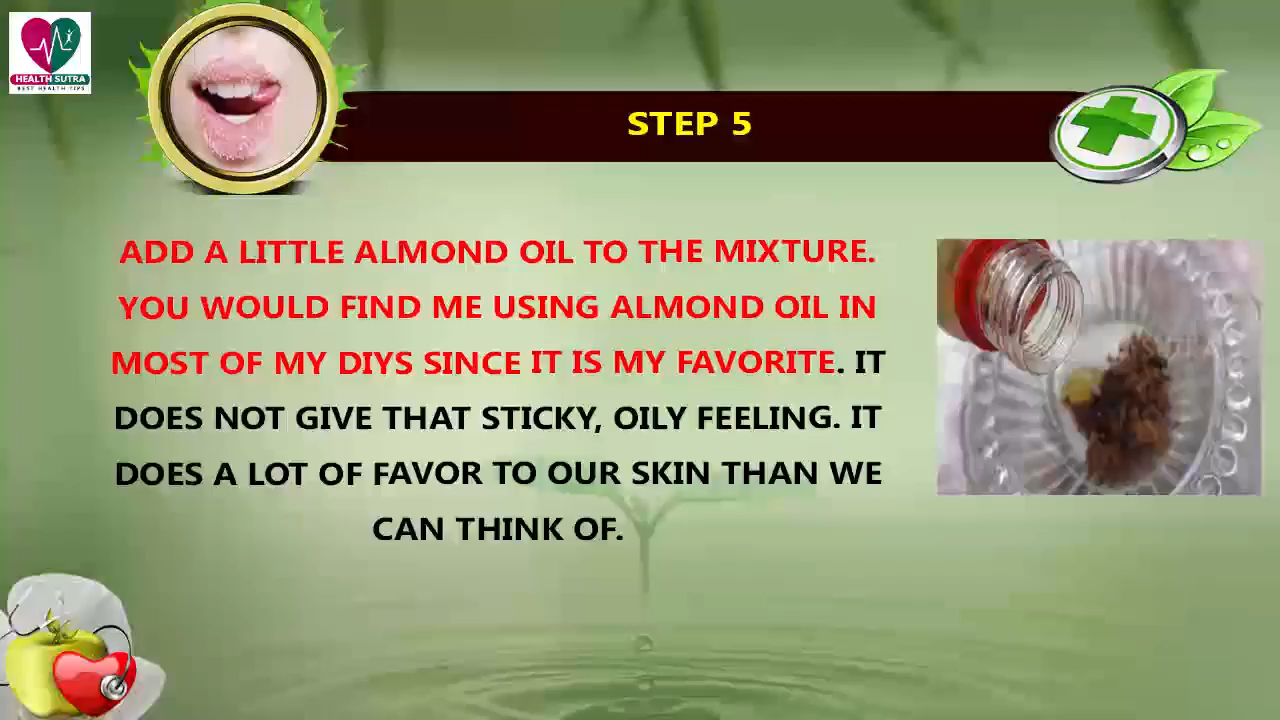 HEALTH SUTRA
BEST HEALTH TIPS
STEP 5
ADD A LITTLE ALMOND OIL TO THE MIXTURE.
YOU WOULD FIND ME USING ALMOND OIL IN
MOST OF MY DIYS SINCE IT IS MY FAVORITE. IT
DOES NOT GIVE THAT STICKY, OILY FEELING. IT
DOES A LOT OF FAVOR TO OUR SKIN THAN WE
CAN THINK OF.